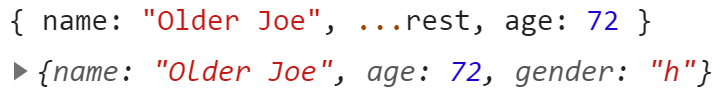 { name: "Older Joe", ...rest, age: 72 }
▶{name: "Older Joe", age: 72, gender: "h"}